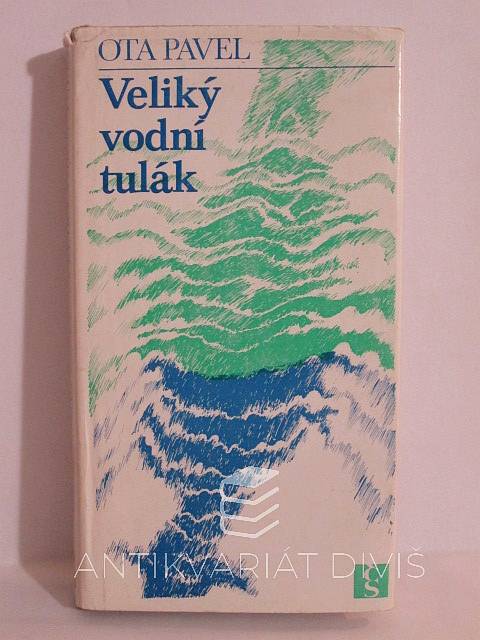 OTA PAVEL
Veliký
vodní
tulák
ANTIKVARIÁT DIVIŠ